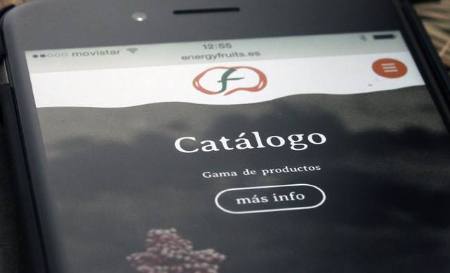 movistar 12:55
energyfruits.es
f
Catálogo
Gama de productos
más info